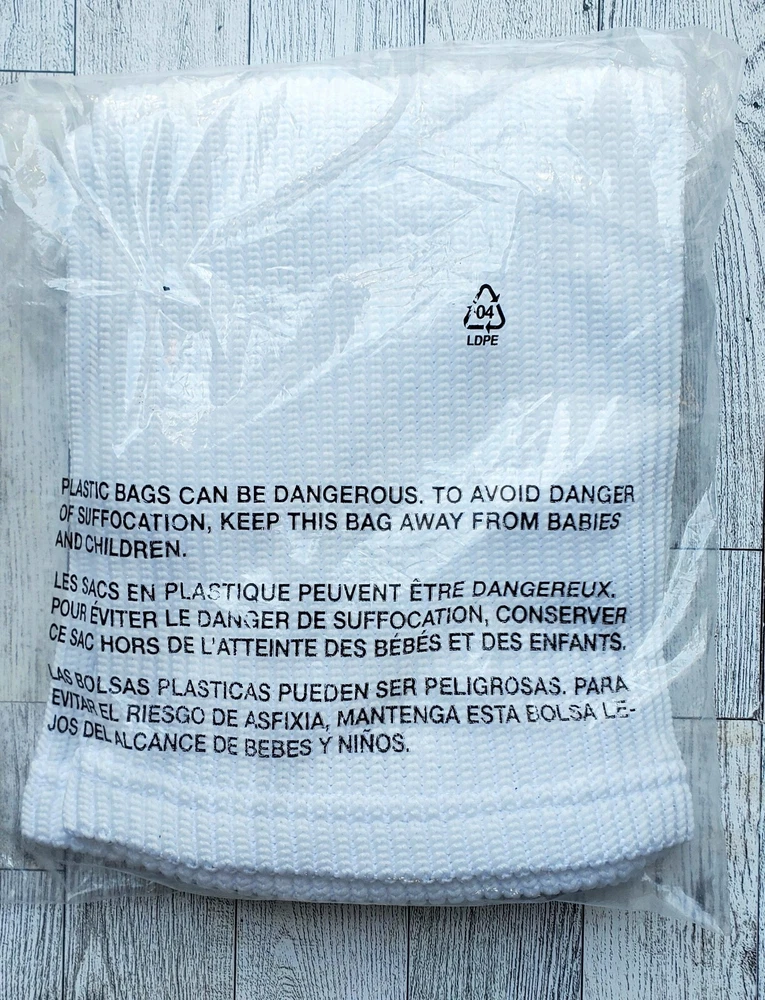 04
LDPE
PLASTIC BAGS CAN BE DANGEROUS. TO AVOID DANGER
OF SUFFOCATION, KEEP THIS BAG AWAY FROM BABIES
AND CHILDREN.
LES SACS EN PLASTIQUE PEUVENT ÊTRE DANGEREUX.
POUR ÉVITER LE DANGER DE SUFFOCATION, CONSERVER
CE SAC HORS DE L'ATTEINTE DES BÉBÉS ET DES ENFANTS.
LAS BOLSAS PLASTICAS PUEDEN SER PELIGROSAS. PARA
EVITAR EL RIESGO DE ASFIXIA, MANTENGA ESTA BOLSA LE-
JOS DEL ALCANCE DE BEBES Y NIÑOS.